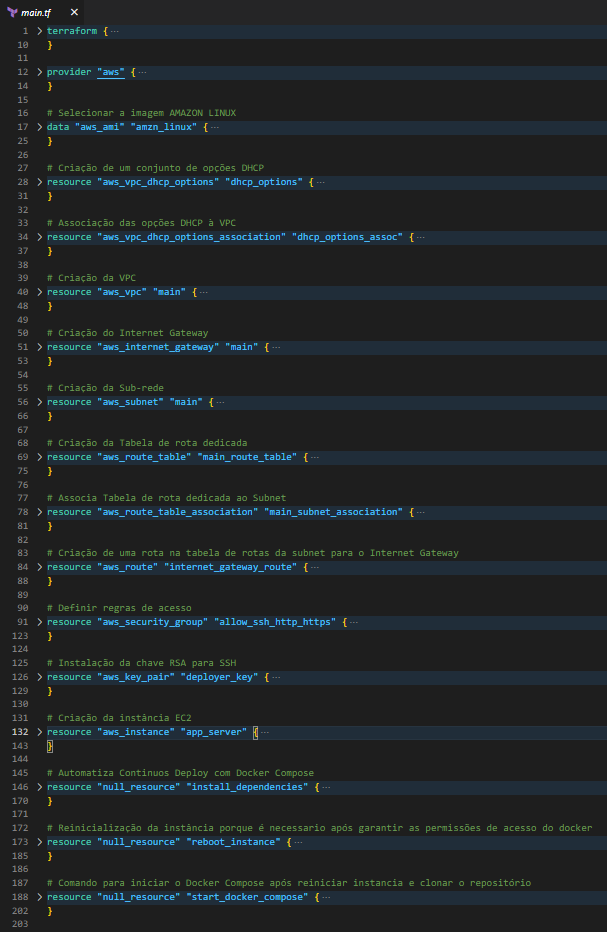 main.tf
1 terraform { ...
10 }
11
12 provider "aws" { ...
14 }
15
16 # Selecionar a imagem AMAZON LINUX
17 data "aws_ami" "amzn_linux" { ...
25 }
26
27 # Criação de um conjunto de opções DHCP
28 resource "aws_vpc_dhcp_options" "dhcp_options" { ...
31 }
32
33 # Associação das opções DHCP à VPC
34 resource "aws_vpc_dhcp_options_association" "dhcp_options_assoc" { ...
37 }
38
39 # Criação da VPC
40 resource "aws_vpc" "main" { ...
48 }
49
50 # Criação do Internet Gateway
51 resource "aws_internet_gateway" "main" { ...
53 }
54
55 # Criação da Sub-rede
56 resource "aws_subnet" "main" { ...
66 }
67
68 # Criação da Tabela de rota dedicada
69 resource "aws_route_table" "main_route_table" { ...
75 }
76
77 # Associa Tabela de rota dedicada ao Subnet
78 resource "aws_route_table_association" "main_subnet_association" { ...
81 }
82
83 # Criação de uma rota na tabela de rotas da subnet para o Internet Gateway
84 resource "aws_route" "internet_gateway_route" { ...
88 }
89
90 # Definir regras de acesso
91 resource "aws_security_group" "allow_ssh_http_https" { ...
123 }
124
125 # Instalação da chave RSA para SSH
126 resource "aws_key_pair" "deployer_key" { ...
129 }
130
131 # Criação da instância EC2
132 resource "aws_instance" "app_server" { ...
143 }
144
145 # Automatiza Continuos Deploy com Docker Compose
146 resource "null_resource" "install_dependencies" { ...
170 }
171
172 # Reinicialização da instância porque é necessario após garantir as permissões de acesso do docker
173 resource "null_resource" "reboot_instance" { ...
185 }
186
187 # Comando para iniciar o Docker Compose após reiniciar instancia e clonar o repositório
188 resource "null_resource" "start_docker_compose" { ...
202 }
203